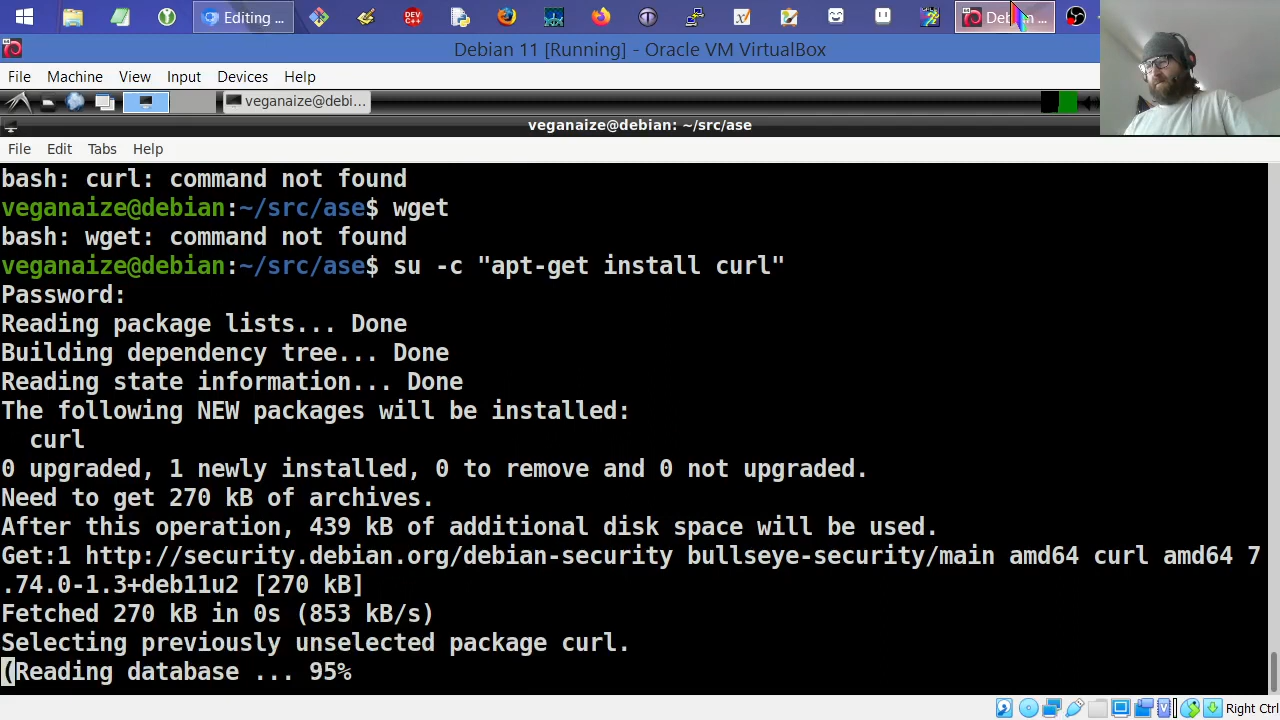 Editing ...
DEV
C++
Debian 11 [Running] - Oracle VM VirtualBox
File Machine View Input Devices Help
veganaize@debi...
veganaize@debian: ~/src/ase
File Edit Tabs Help
bash: curl: command not found
veganaize@debian:~/src/ase$ wget
bash: wget: command not found
veganaize@debian:~/src/ase$ su -c "apt-get install curl"
Password:
Reading package lists... Done
Building dependency tree... Done
Reading state information... Done
The following NEW packages will be installed:
curl
0 upgraded, 1 newly installed, 0 to remove and 0 not upgraded.
Need to get 270 kB of archives.
After this operation, 439 kB of additional disk space will be used.
Get:1 http://security.debian.org/debian-security bullseye-security/main amd64 curl amd64 7
.74.0-1.3+deb11u2 [270 kB]
Fetched 270 kB in 0s (853 kB/s)
Selecting previously unselected package curl.
(Reading database ... 95%
Right Ctrl